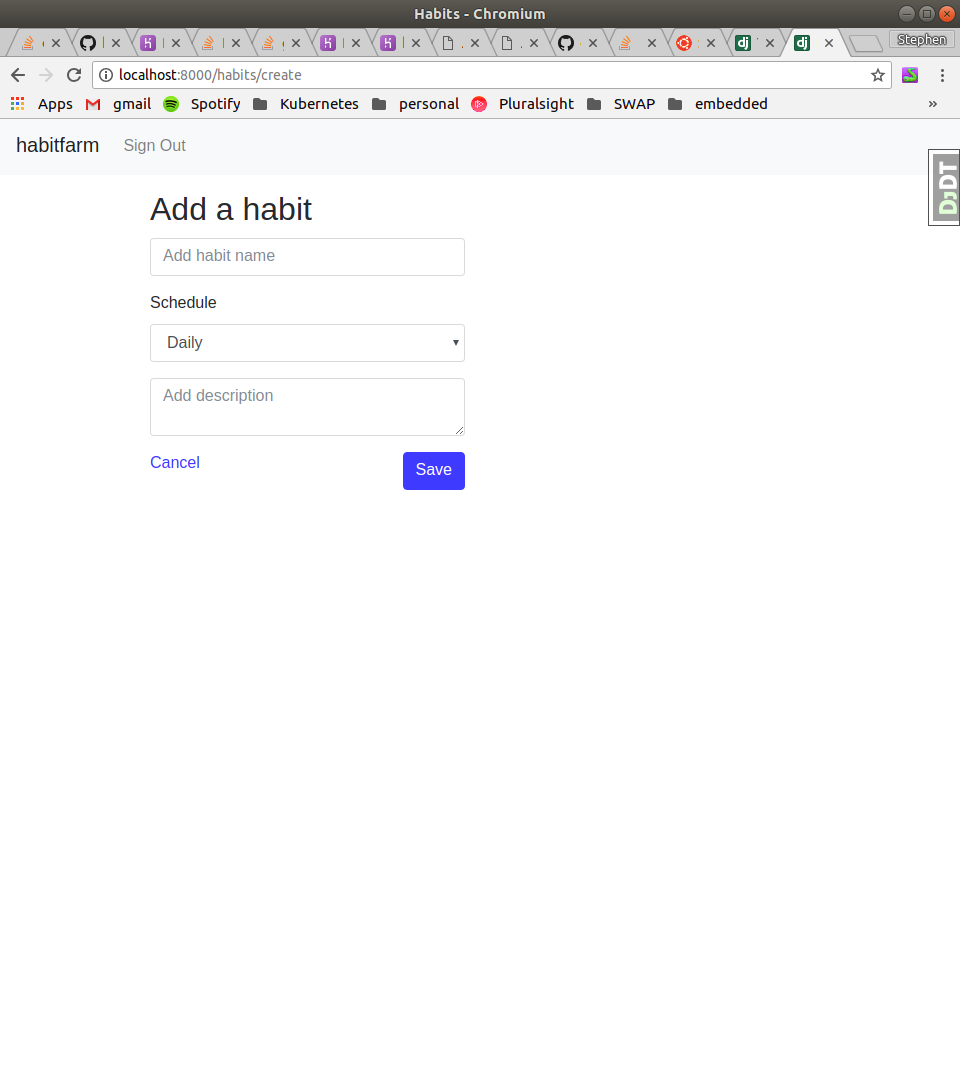 Habits - Chromium
Stephen
localhost:8000/habits/create
Apps gmail Spotify Kubernetes personal Pluralsight SWAP embedded »
habitfarm Sign Out
DjDT
Add a habit
Add habit name
Schedule
Daily
Add description
Cancel Save